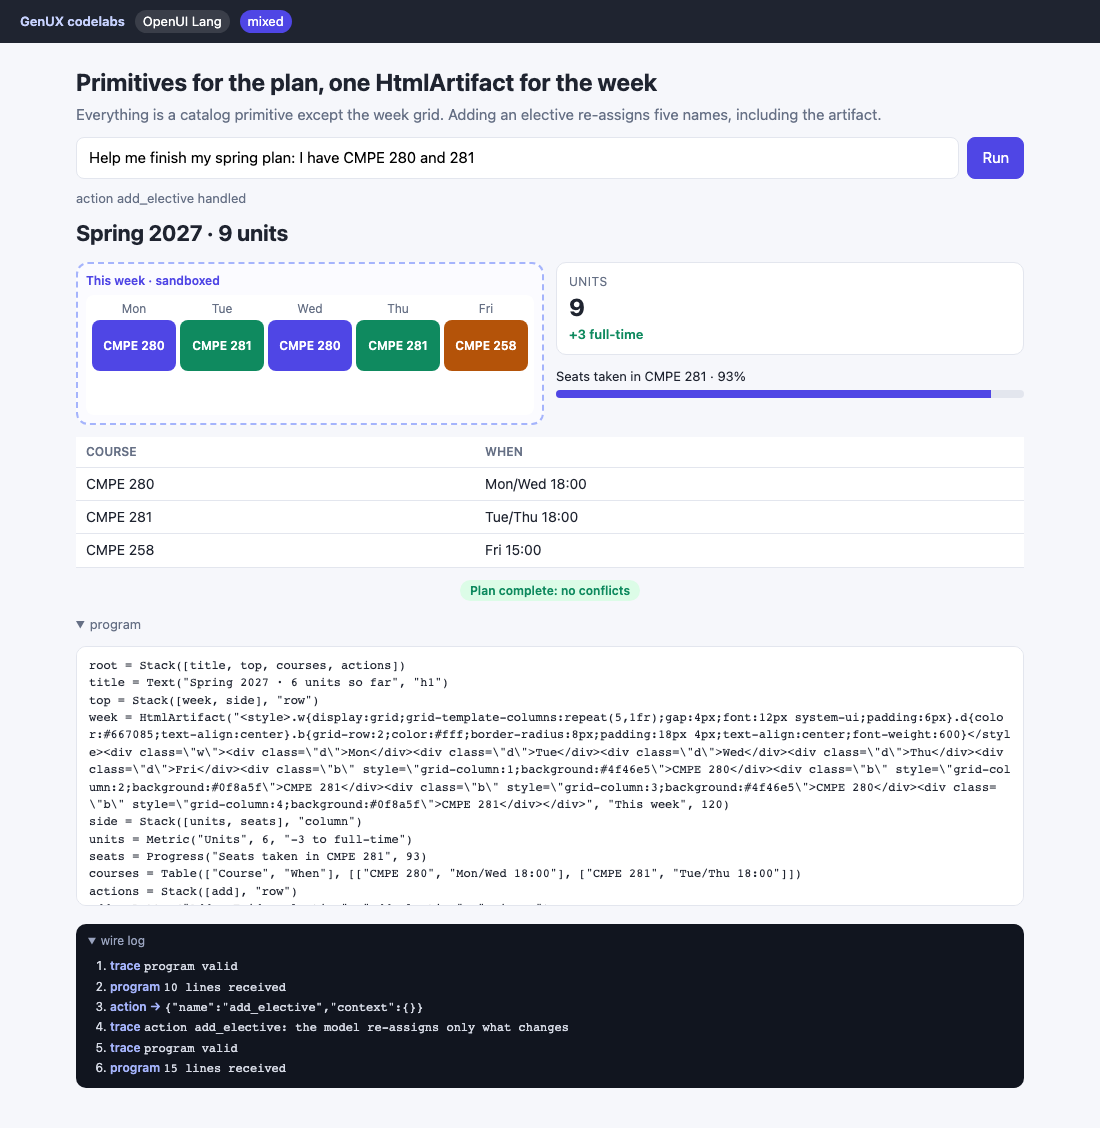 GenUX codelabs OpenUI Lang mixed
Primitives for the plan, one HtmlArtifact for the week
Everything is a catalog primitive except the week grid. Adding an elective re-assigns five names, including the artifact.
Help me finish my spring plan: I have CMPE 280 and 281
Run
action add_elective handled
Spring 2027 · 9 units
This week · sandboxed
Mon Tue Wed Thu Fri
CMPE 280 CMPE 281 CMPE 280 CMPE 281 CMPE 258
UNITS
9
+3 full-time
Seats taken in CMPE 281 · 93%
COURSE WHEN
CMPE 280 Mon/Wed 18:00
CMPE 281 Tue/Thu 18:00
CMPE 258 Fri 15:00
Plan complete: no conflicts
▼ program
root = Stack([title, top, courses, actions])
title = Text("Spring 2027 · 6 units so far", "h1")
top = Stack([week, side], "row")
week = HtmlArtifact("<style>.w{display:grid;grid-template-columns:repeat(5,1fr);gap:4px;font:12px system-ui;padding:6px}.d{colo
r:#667085;text-align:center}.b{grid-row:2;color:#fff;border-radius:8px;padding:18px 4px;text-align:center;font-weight:600}</styl
e><div class=\"w\"><div class=\"d\">Mon</div><div class=\"d\">Tue</div><div class=\"d\">Wed</div><div class=\"d\">Thu</div><div
class=\"d\">Fri</div><div class=\"b\" style=\"grid-column:1;background:#4f46e5\">CMPE 280</div><div class=\"b\" style=\"grid-col
umn:2;background:#0f8a5f\">CMPE 281</div><div class=\"b\" style=\"grid-column:3;background:#4f46e5\">CMPE 280</div><div class=
\"b\" style=\"grid-column:4;background:#0f8a5f\">CMPE 281</div></div>", "This week", 120)
side = Stack([units, seats], "column")
units = Metric("Units", 6, "-3 to full-time")
seats = Progress("Seats taken in CMPE 281", 93)
courses = Table(["Course", "When"], [["CMPE 280", "Mon/Wed 18:00"], ["CMPE 281", "Tue/Thu 18:00"]])
actions = Stack([add], "row")
▼ wire log
1. trace program valid
2. program 10 lines received
3. action → {"name":"add_elective","context":{}}
4. trace action add_elective: the model re-assigns only what changes
5. trace program valid
6. program 15 lines received